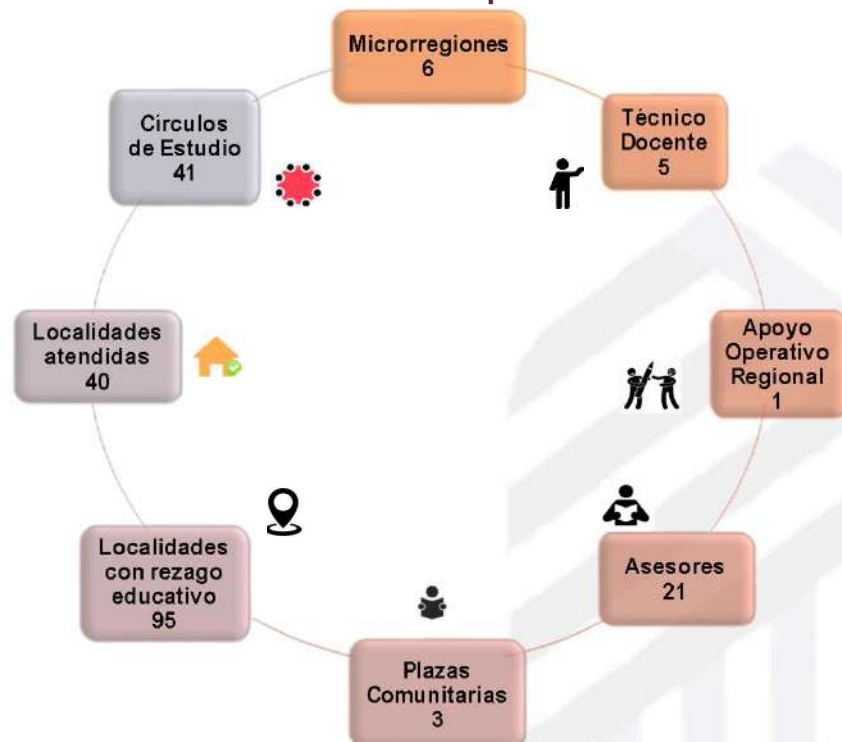 Microrregiones
6
Técnico
Docente
5
Apoyo
Operativo
Regional
1
Asesores
21
Plazas
Comunitarias
3
Localidades
con rezago
educativo
95
Localidades
atendidas
40
Círculos
de Estudio
41